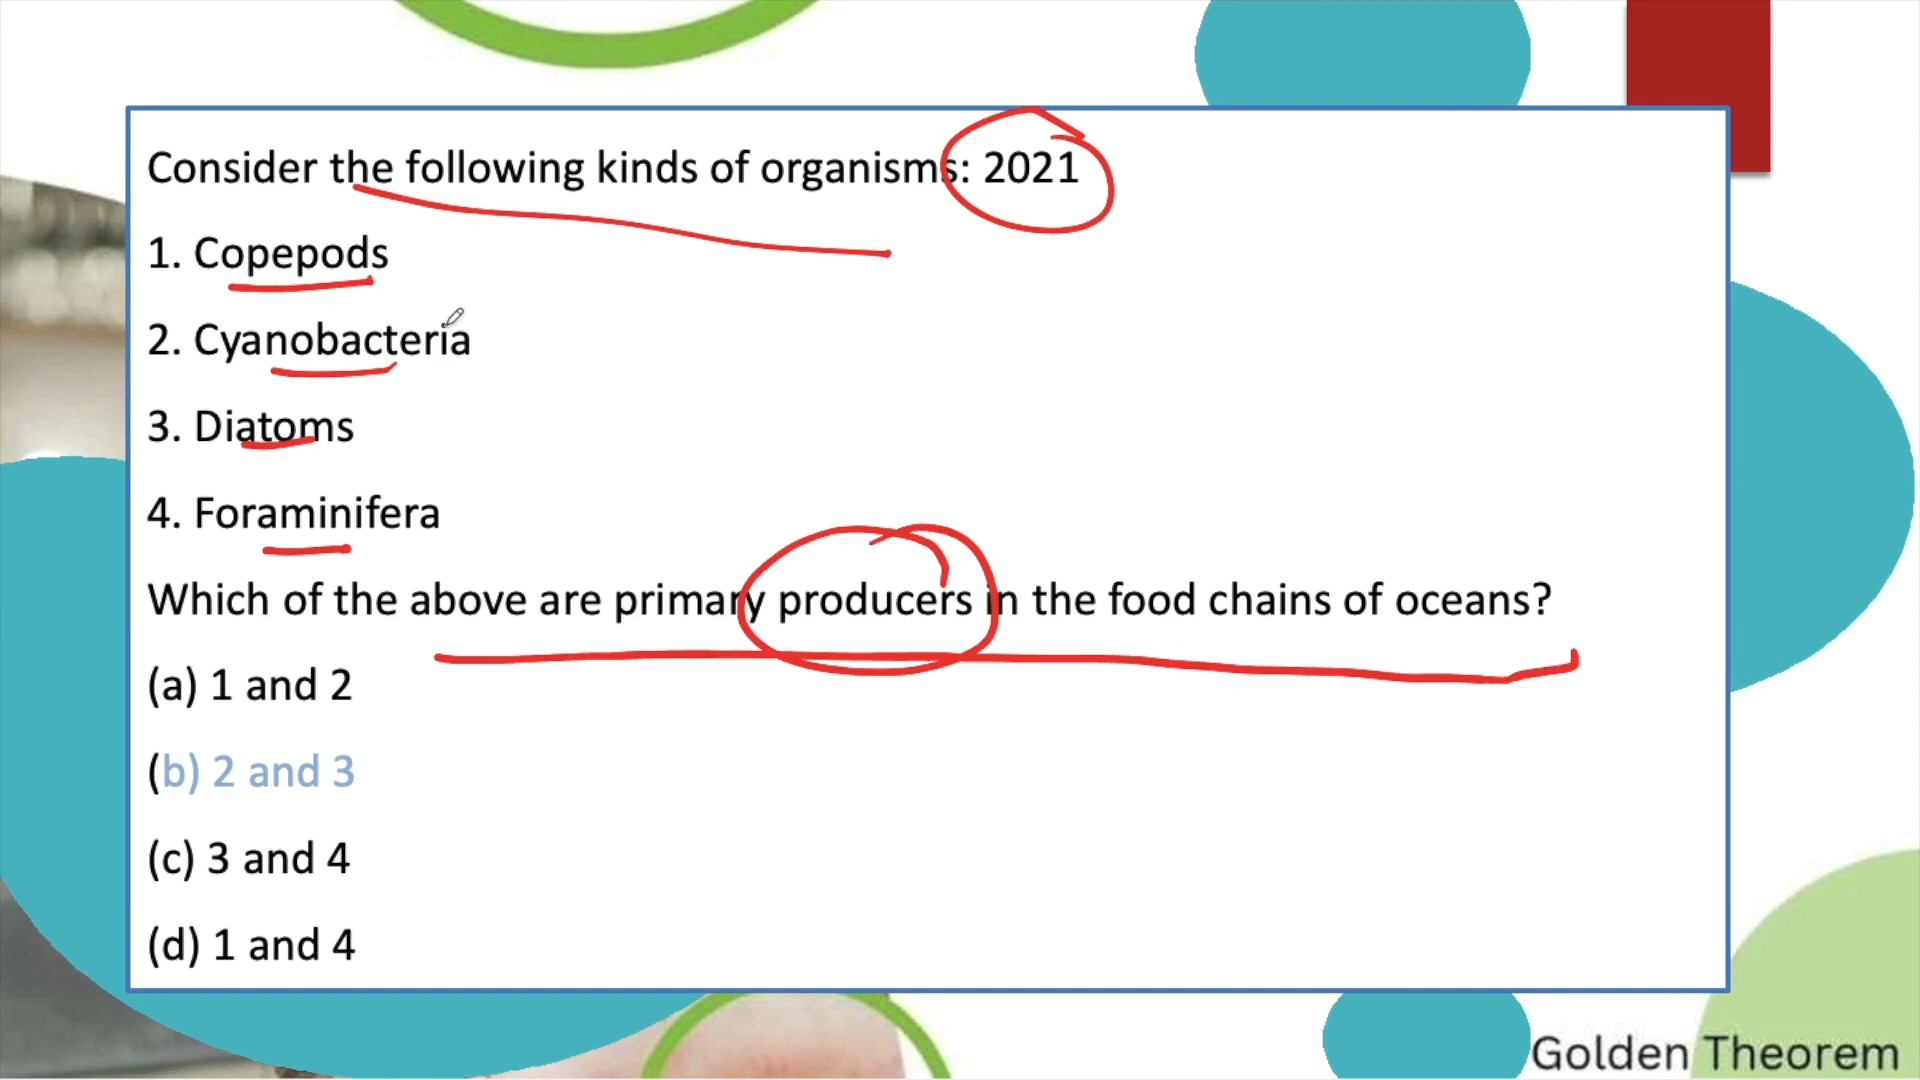 Consider the following kinds of organisms: 2021
1. Copepods
2. Cyanobacteria
3. Diatoms
4. Foraminifera
Which of the above are primary producers in the food chains of oceans?
(a) 1 and 2
(b) 2 and 3
(c) 3 and 4
(d) 1 and 4
Golden Theorem